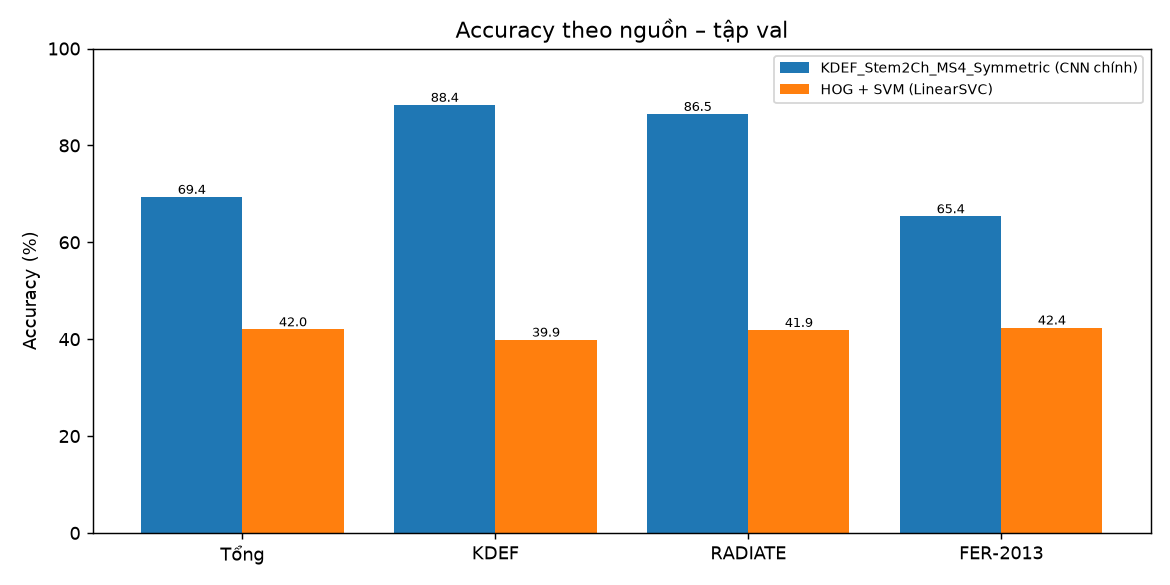 Accuracy theo nguồn – tập val
KDEF_Stem2Ch_MS4_Symmetric (CNN chính)
HOG + SVM (LinearSVC)
Accuracy (%)
100
80
60
40
20
0
69.4
42.0
88.4
39.9
86.5
41.9
65.4
42.4
Tổng
KDEF
RADIATE
FER-2013